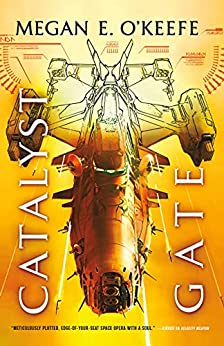 MEGAN E. O'KEEFE
CATALYST
GATE
"METICULOUSLY PLOTTED, EDGE-OF-YOUR-SEAT SPACE OPERA WITH A SOUL."